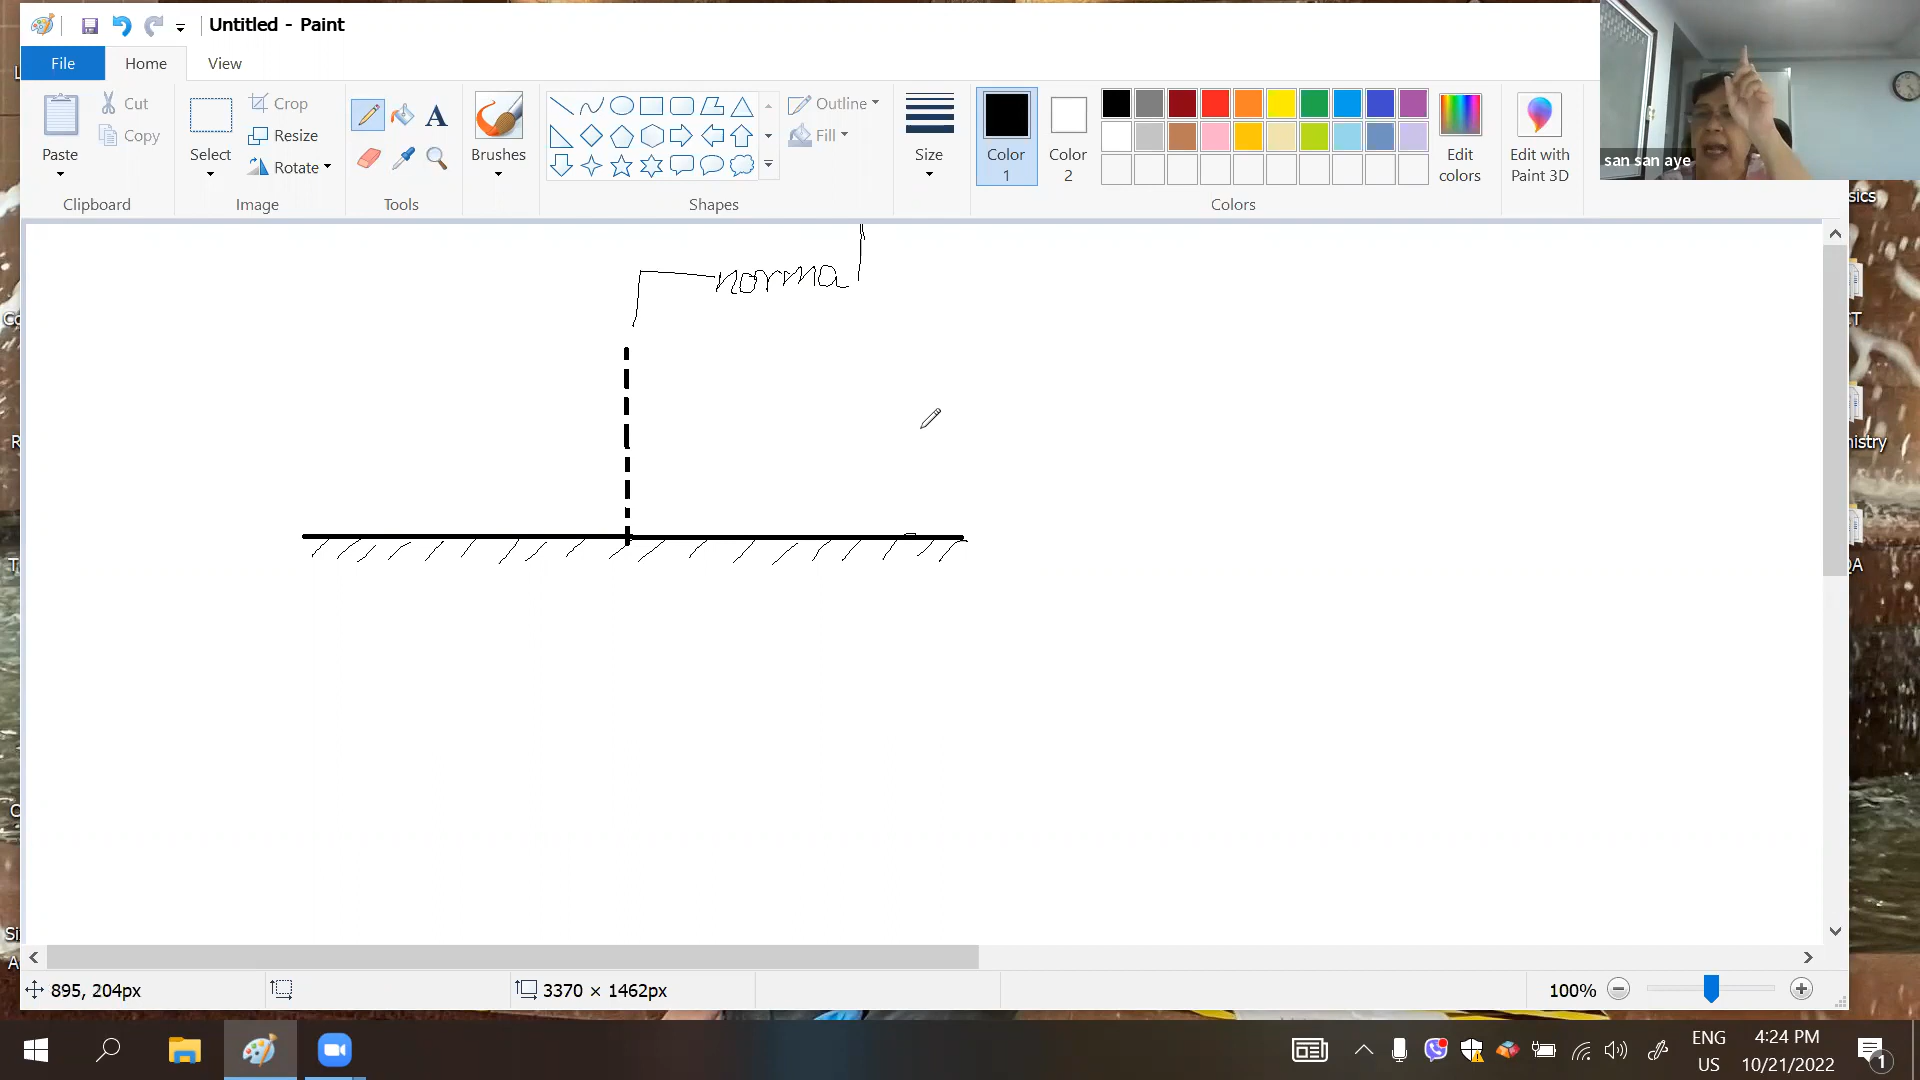 Untitled - Paint
File Home View
Cut
Copy
Paste
Clipboard
Select
Crop
Resize
Rotate
Image
A
Tools
Brushes
Outline
Fill
Shapes
Size
Color 1
Color 2
Colors
Edit colors
Edit with Paint 3D
san san aye
normal
895, 204px
3370 × 1462px
100%
ENG
US
4:24 PM
10/21/2022
1